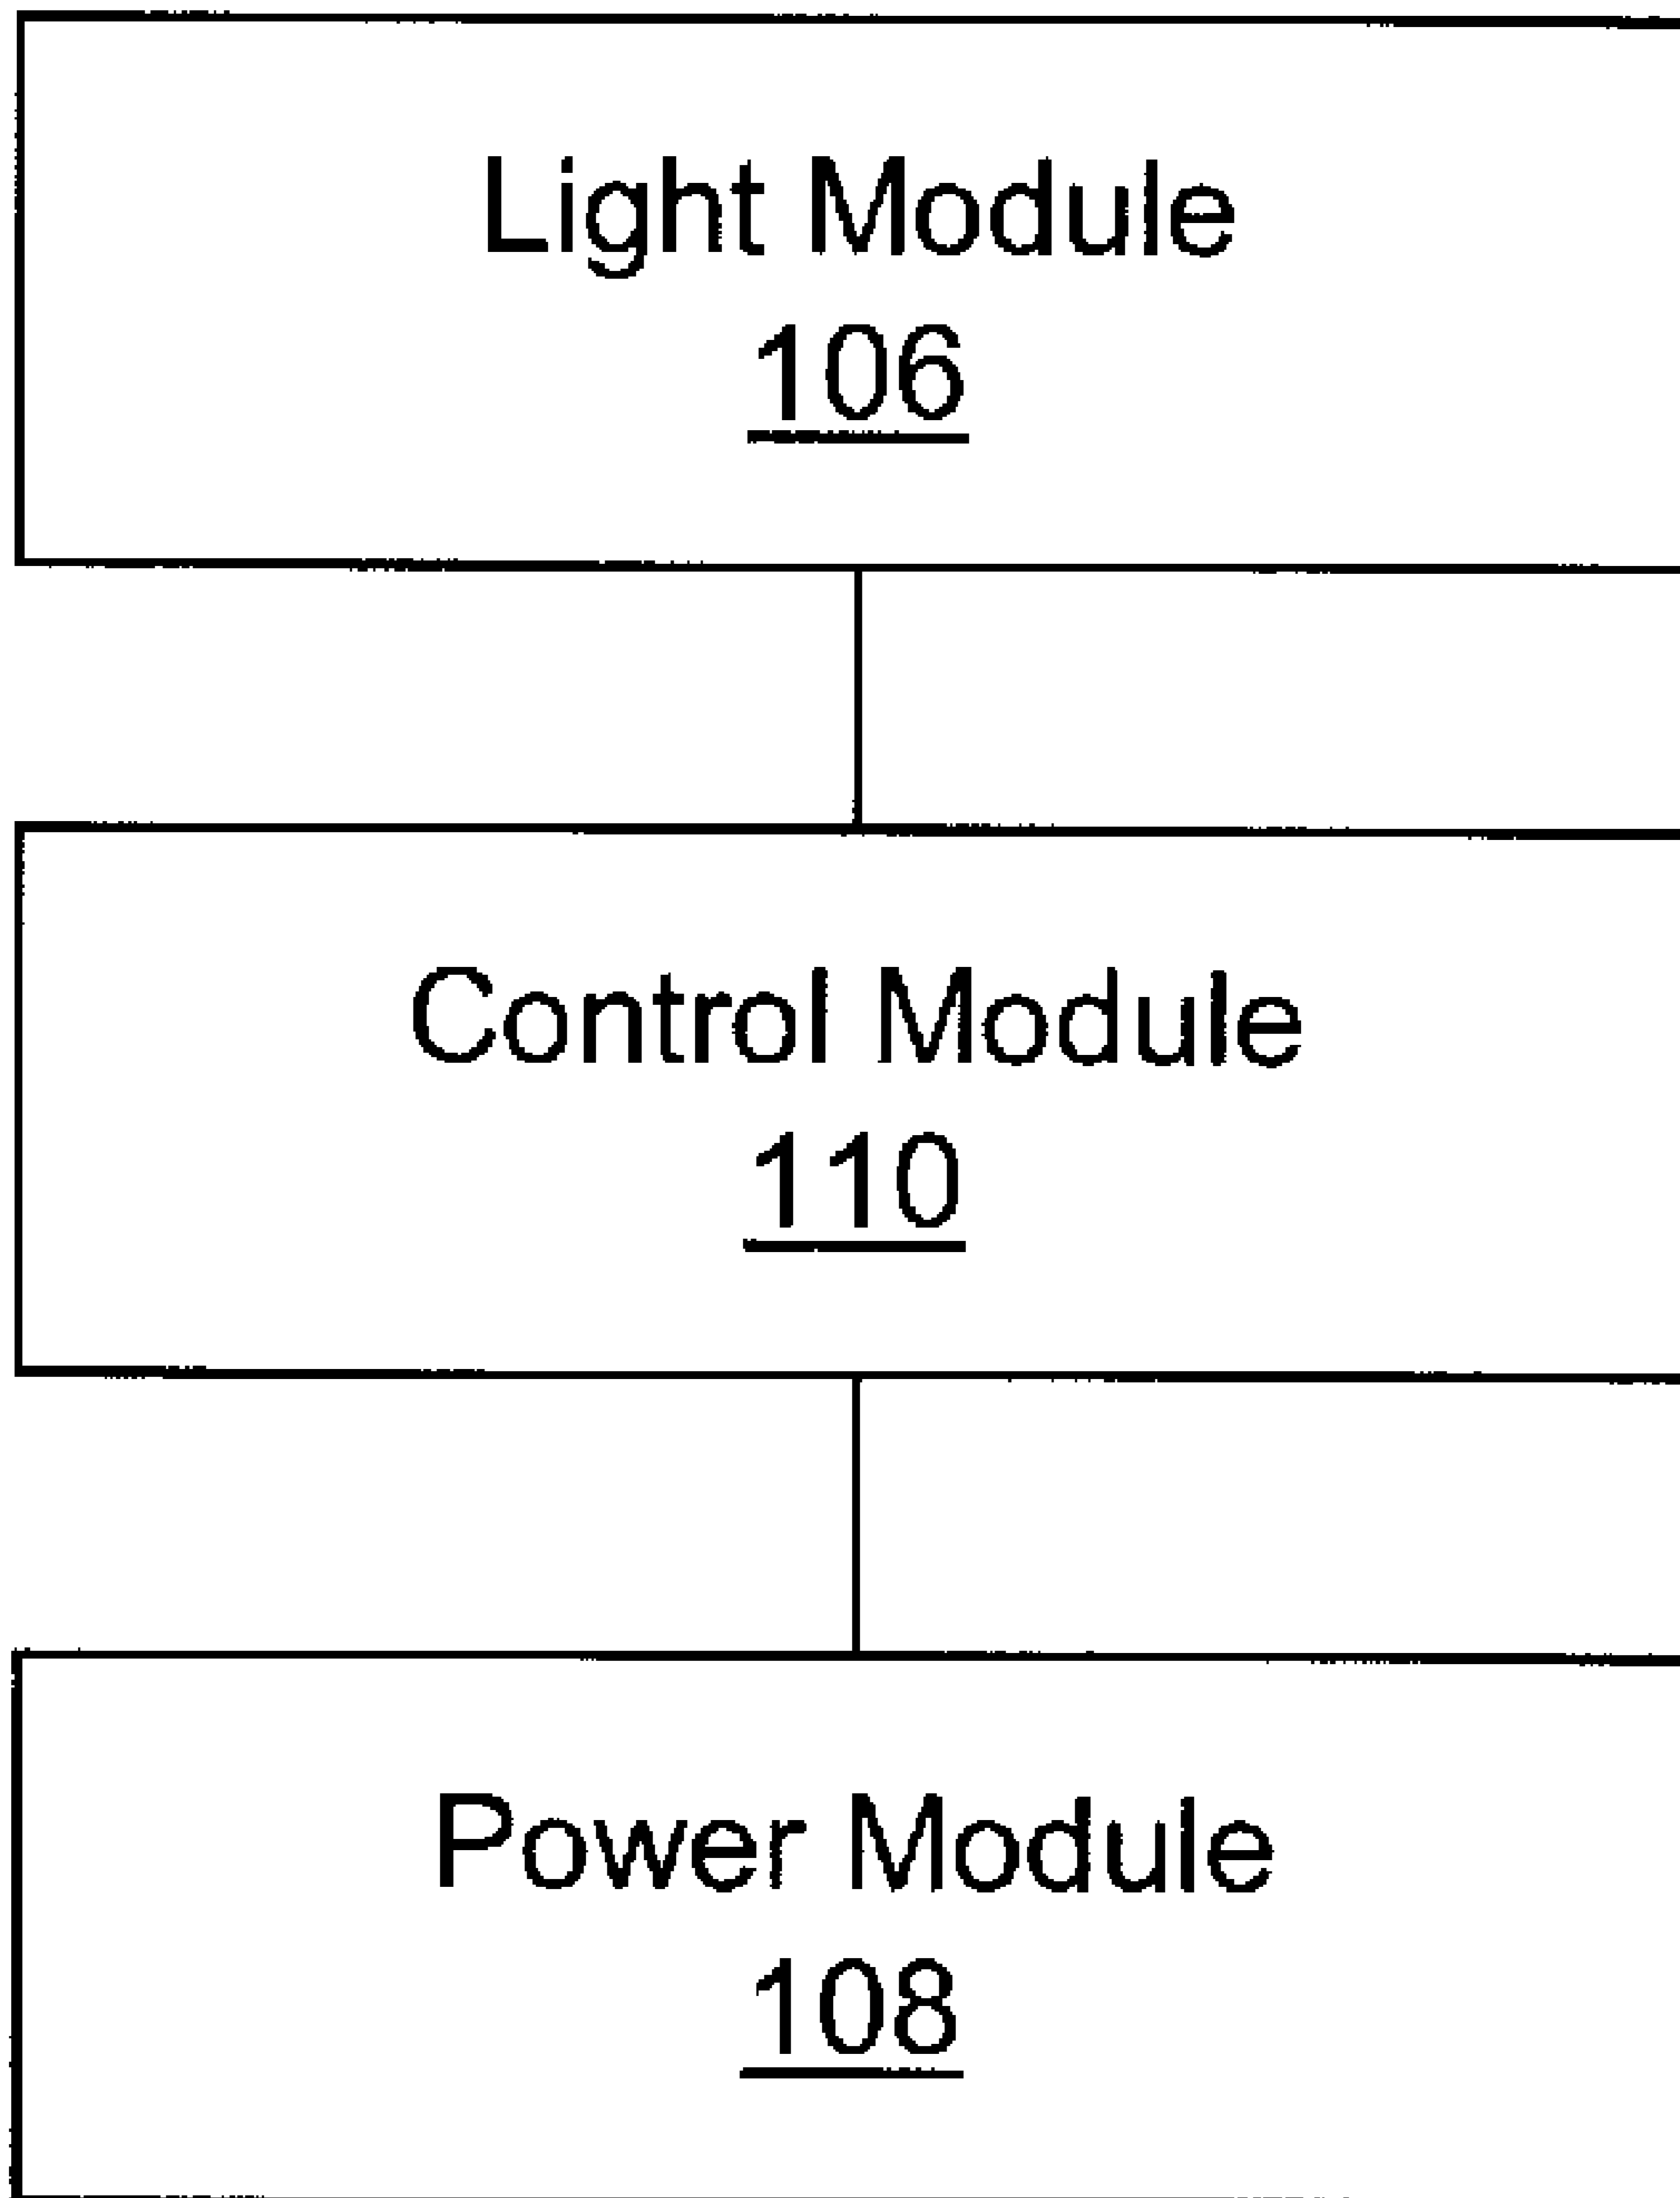 Light Module
106
Control Module
110
Power Module
108